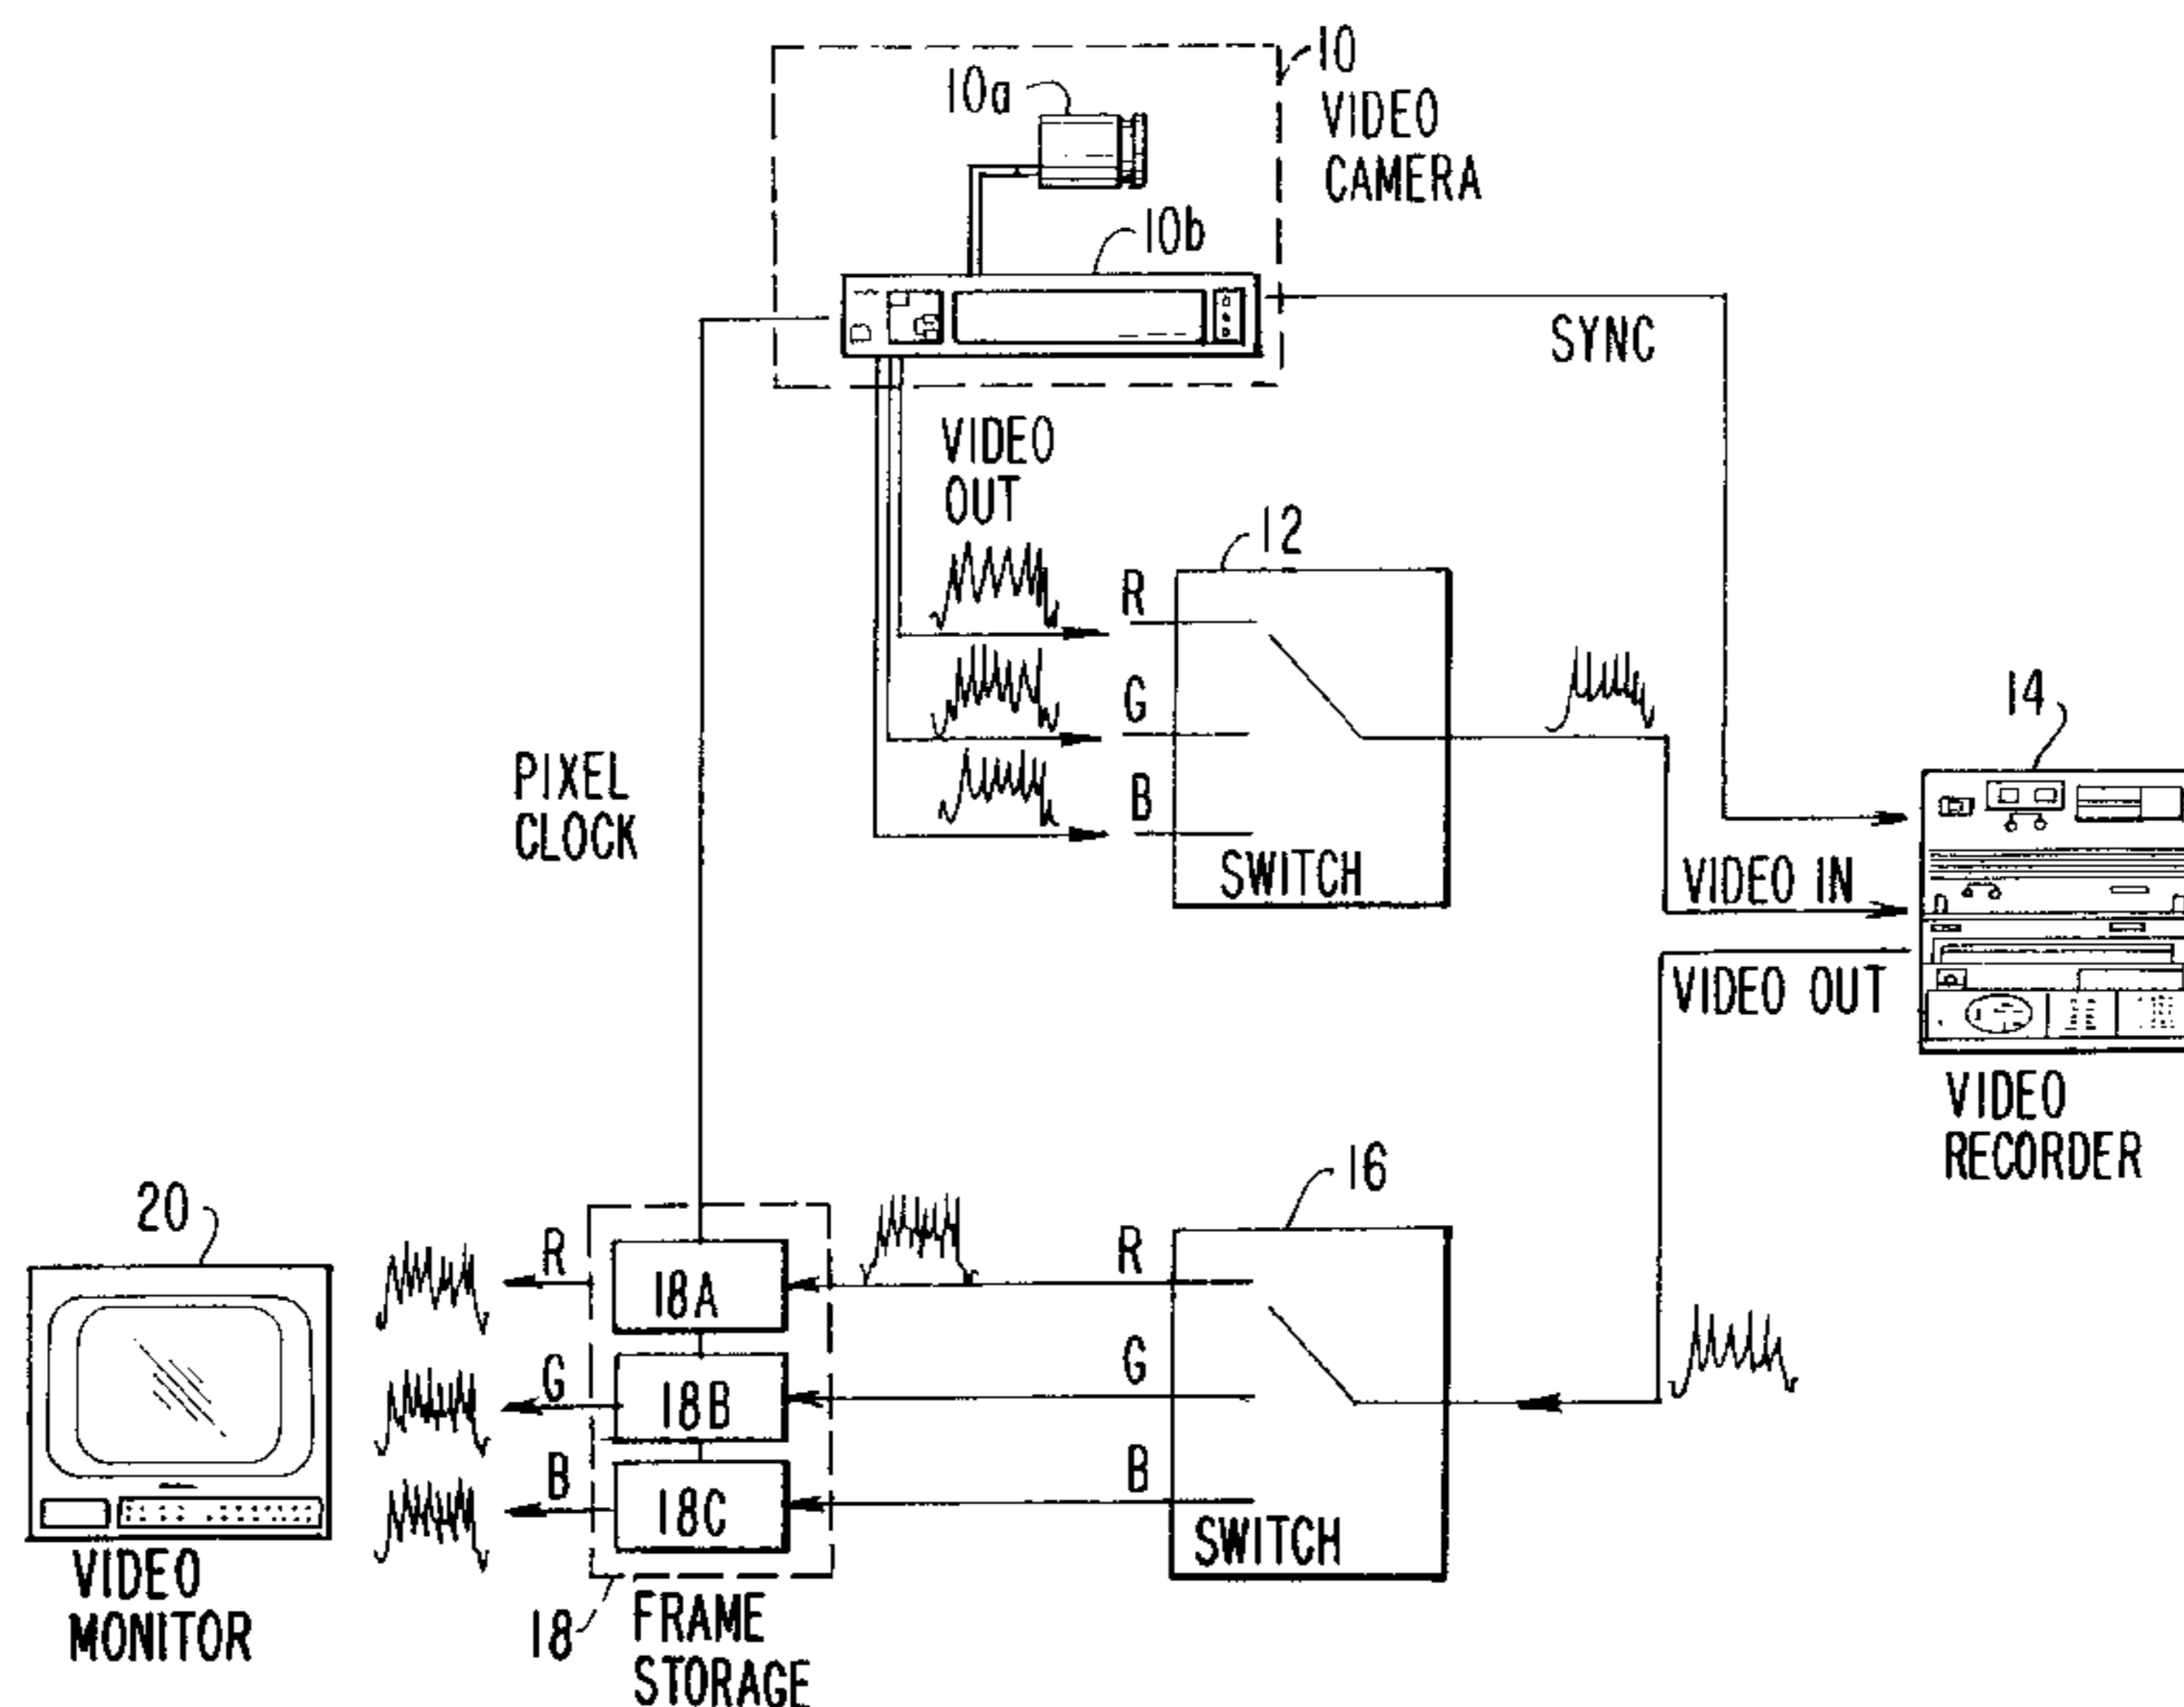 10
VIDEO
CAMERA
10a
10b
SYNC
VIDEO
OUT
12
R
G
B
SWITCH
PIXEL
CLOCK
14
VIDEO IN
VIDEO OUT
VIDEO
RECORDER
16
R
G
B
SWITCH
20
R
G
B
18A
18B
18C
VIDEO
MONITOR
18
FRAME
STORAGE